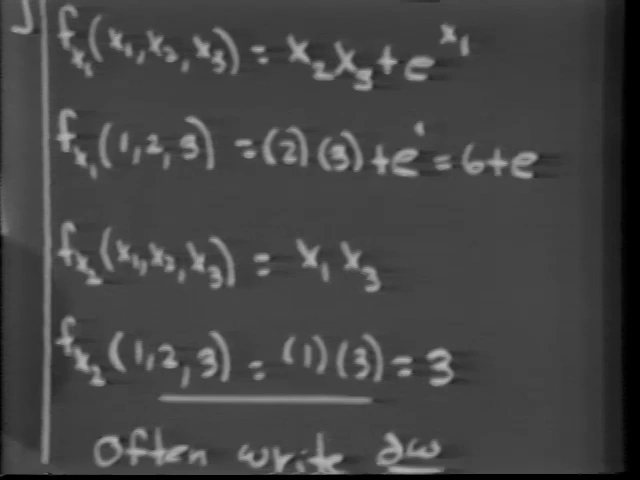 f_{x_1}(x_1, x_2, x_3) = x_2 x_3 + e^{x_1}
f_{x_1}(1, 2, 3) = (2)(3) + e^1 = 6 + e
f_{x_2}(x_1, x_2, x_3) = x_1 x_3
f_{x_2}(1, 2, 3) = (1)(3) = 3
Often write ∂w